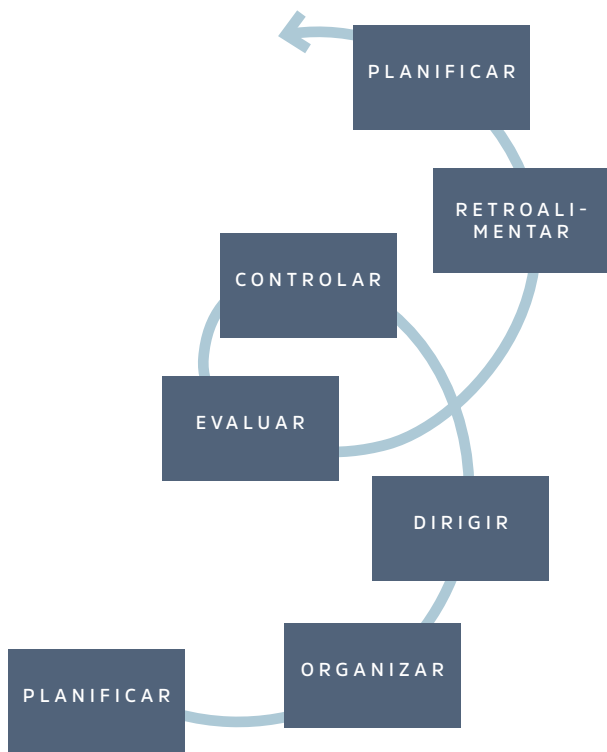 PLANIFICAR
RETROALI-
MENTAR
CONTROLAR
EVALUAR
DIRIGIR
ORGANIZAR
PLANIFICAR